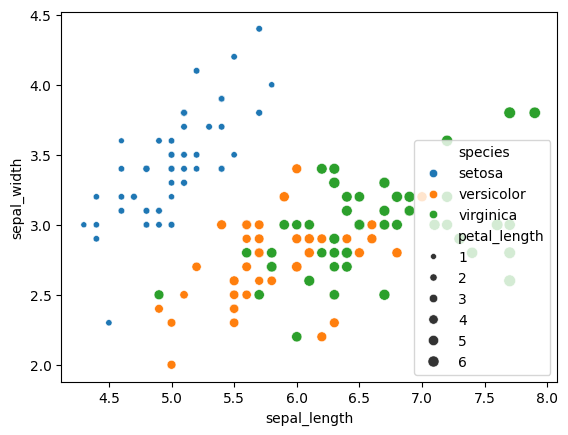 4.5
4.0
3.5
3.0
2.5
2.0
sepal_width
species
setosa
versicolor
virginica
petal_length
1
2
3
4
5
6
4.5 5.0 5.5 6.0 6.5 7.0 7.5 8.0
sepal_length